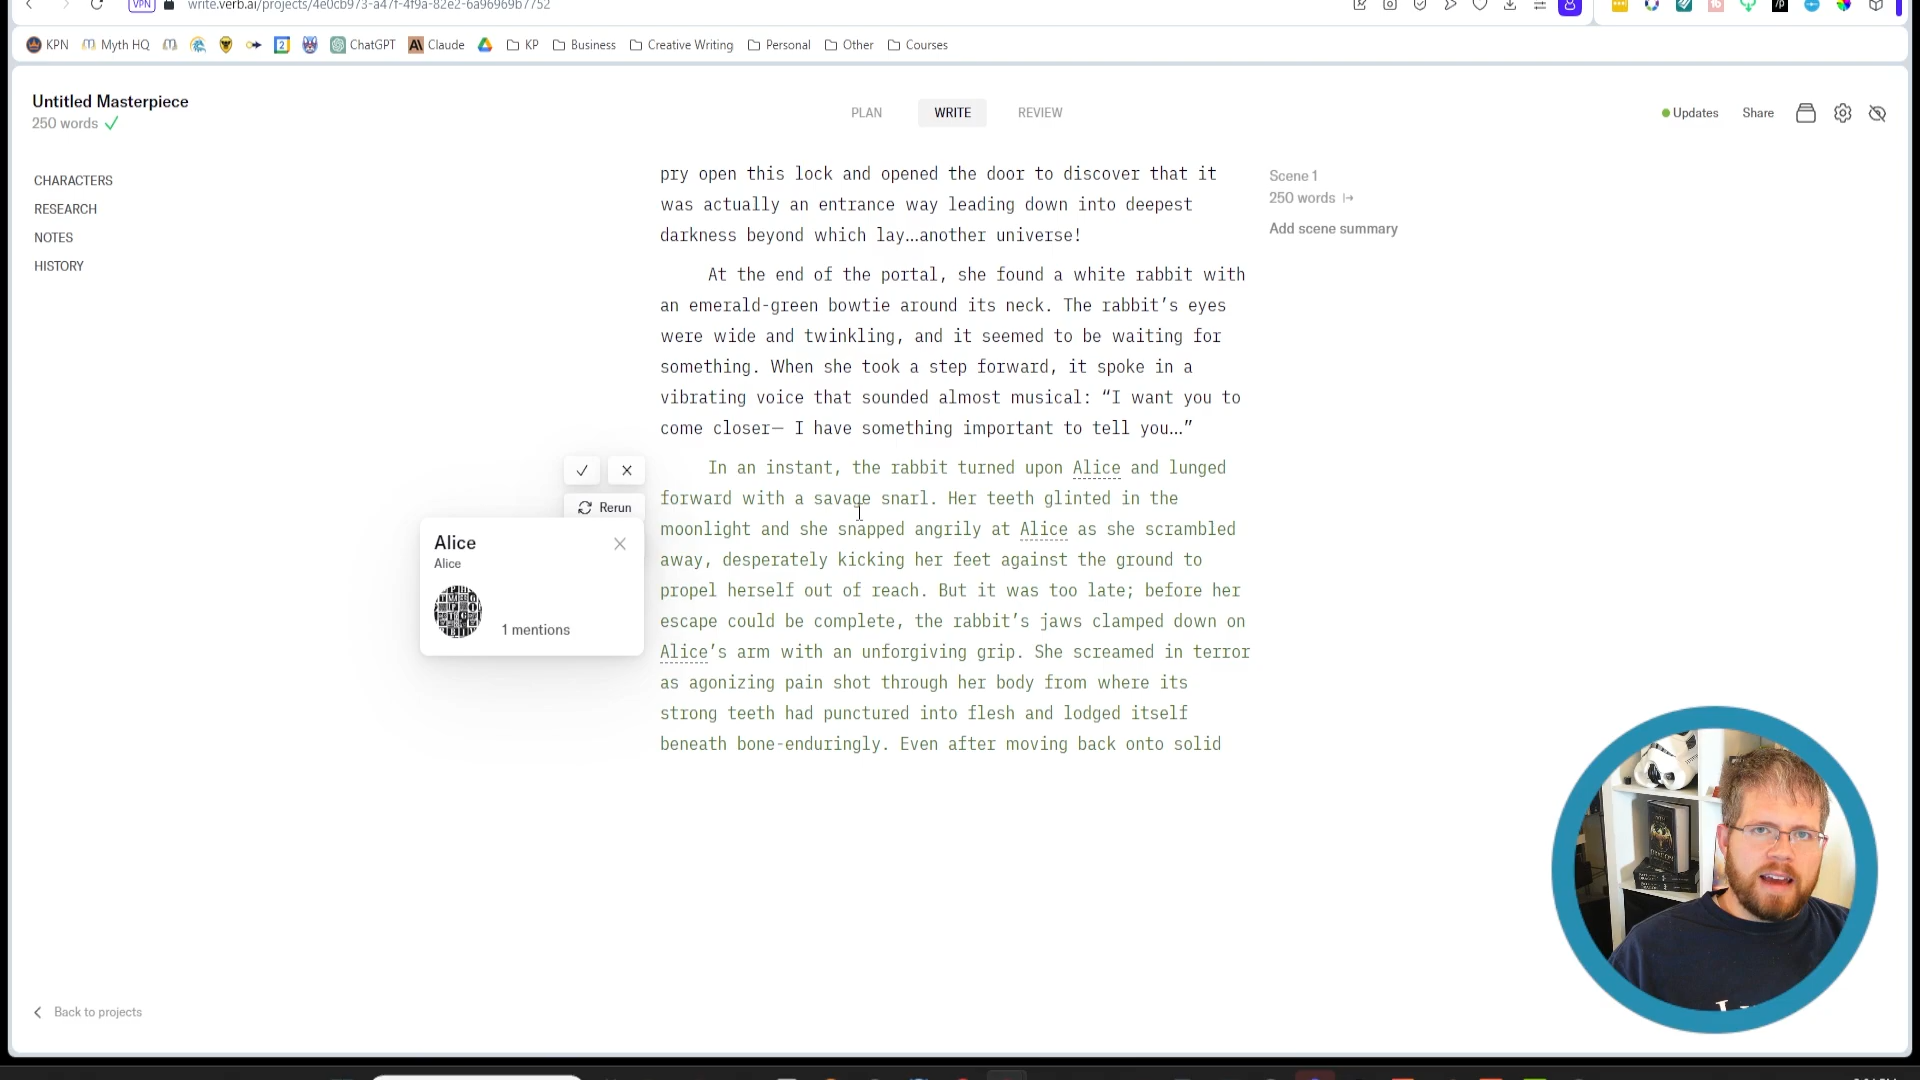 VPN write.verb.ai/projects/4e0cb973-a47f-4f9a-82e2-6a96969b7752
KPN Myth HQ 2 ChatGPT Claude KP Business Creative Writing Personal Other Courses
Untitled Masterpiece
250 words
PLAN WRITE REVIEW
Updates Share
CHARACTERS
RESEARCH
NOTES
HISTORY
pry open this lock and opened the door to discover that it
was actually an entrance way leading down into deepest
darkness beyond which lay…another universe!
At the end of the portal, she found a white rabbit with
an emerald-green bowtie around its neck. The rabbit’s eyes
were wide and twinkling, and it seemed to be waiting for
something. When she took a step forward, it spoke in a
vibrating voice that sounded almost musical: “I want you to
come closer— I have something important to tell you…”
In an instant, the rabbit turned upon Alice and lunged
forward with a savage snarl. Her teeth glinted in the
moonlight and she snapped angrily at Alice as she scrambled
away, desperately kicking her feet against the ground to
propel herself out of reach. But it was too late; before her
escape could be complete, the rabbit’s jaws clamped down on
Alice’s arm with an unforgiving grip. She screamed in terror
as agonizing pain shot through her body from where its
strong teeth had punctured into flesh and lodged itself
beneath bone-enduringly. Even after moving back onto solid
Scene 1
250 words
Add scene summary
Rerun
Alice
Alice
1 mentions
Back to projects